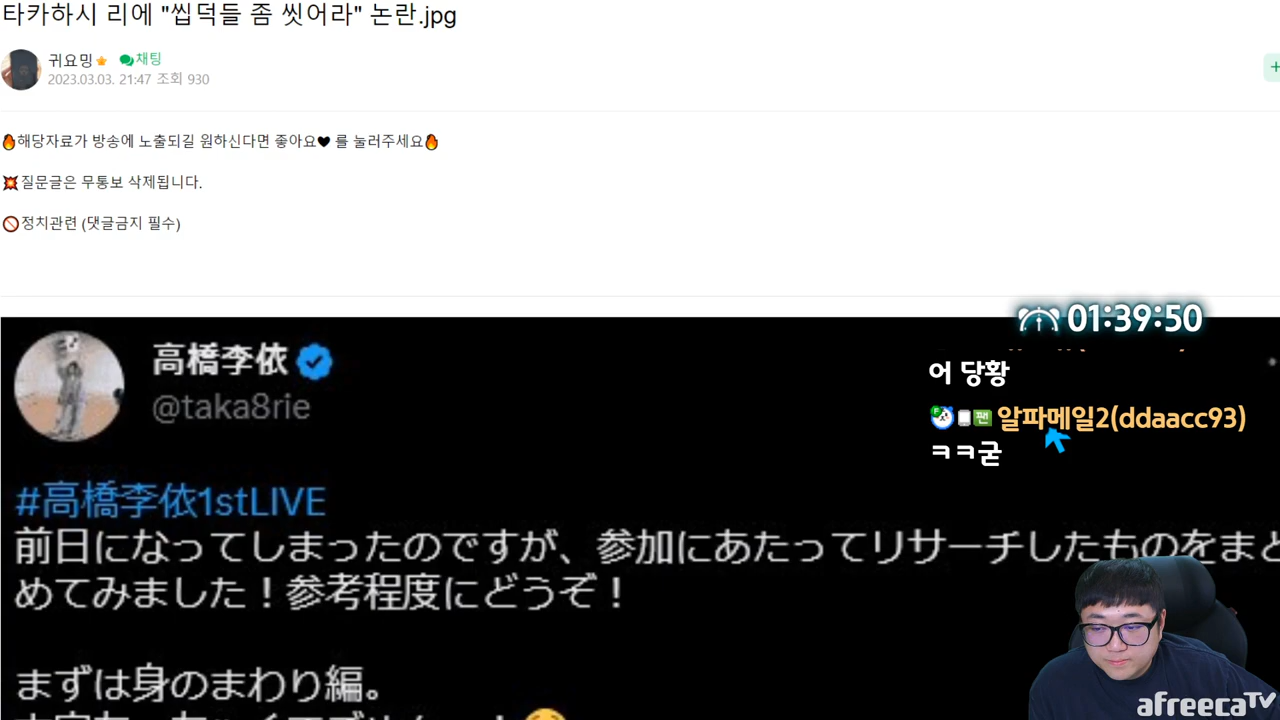 타카하시 리에 "씹덕들 좀 씻어라" 논란.jpg
귀요밍 채팅
2023.03.03. 21:47 조회 930
해당자료가 방송에 노출되길 원하신다면 좋아요🖤 를 눌러주세요🔥
질문글은 무통보 삭제됩니다.
정치관련 (댓글금지 필수)
01:39:50
高橋李依
@taka8rie
어 당황
알파메일2(ddaacc93)
ㅋㅋ굳
#高橋李依1stLIVE
前日になってしまったのですが、参加にあたってリサーチしたものをまと
めてみました！参考程度にどうぞ！
まずは身のまわり編。
afreecaTV